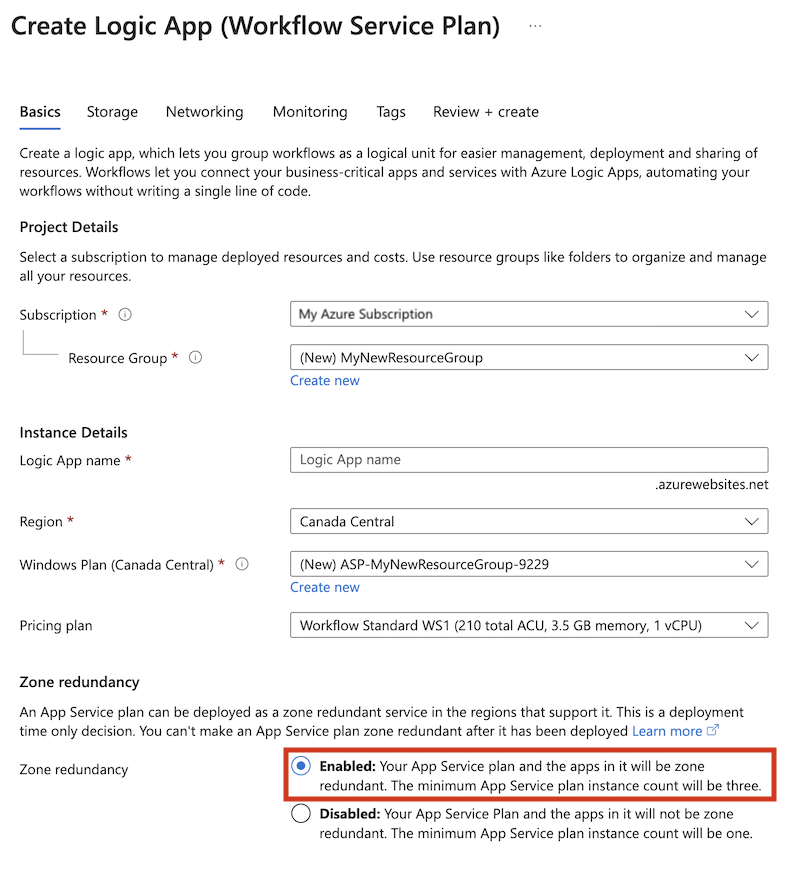 Create Logic App (Workflow Service Plan) ...
Basics Storage Networking Monitoring Tags Review + create
Create a logic app, which lets you group workflows as a logical unit for easier management, deployment and sharing of
resources. Workflows let you connect your business-critical apps and services with Azure Logic Apps, automating your
workflows without writing a single line of code.
Project Details
Select a subscription to manage deployed resources and costs. Use resource groups like folders to organize and manage
all your resources.
Subscription * My Azure Subscription
Resource Group * (New) MyNewResourceGroup
Create new
Instance Details
Logic App name * Logic App name
.azurewebsites.net
Region * Canada Central
Windows Plan (Canada Central) * (New) ASP-MyNewResourceGroup-9229
Create new
Pricing plan Workflow Standard WS1 (210 total ACU, 3.5 GB memory, 1 vCPU)
Zone redundancy
An App Service plan can be deployed as a zone redundant service in the regions that support it. This is a deployment
time only decision. You can't make an App Service plan zone redundant after it has been deployed Learn more
Zone redundancy Enabled: Your App Service plan and the apps in it will be zone
redundant. The minimum App Service plan instance count will be three.
Disabled: Your App Service Plan and the apps in it will not be zone
redundant. The minimum App Service plan instance count will be one.